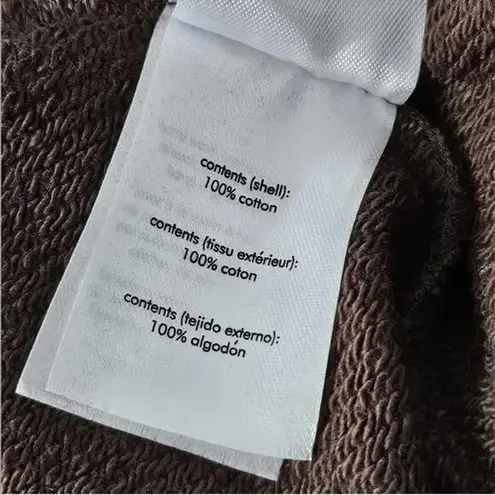 contents (shell):
100% cotton
contents (tissu extérieur):
100% coton
contents (tejido externo):
100% algodón